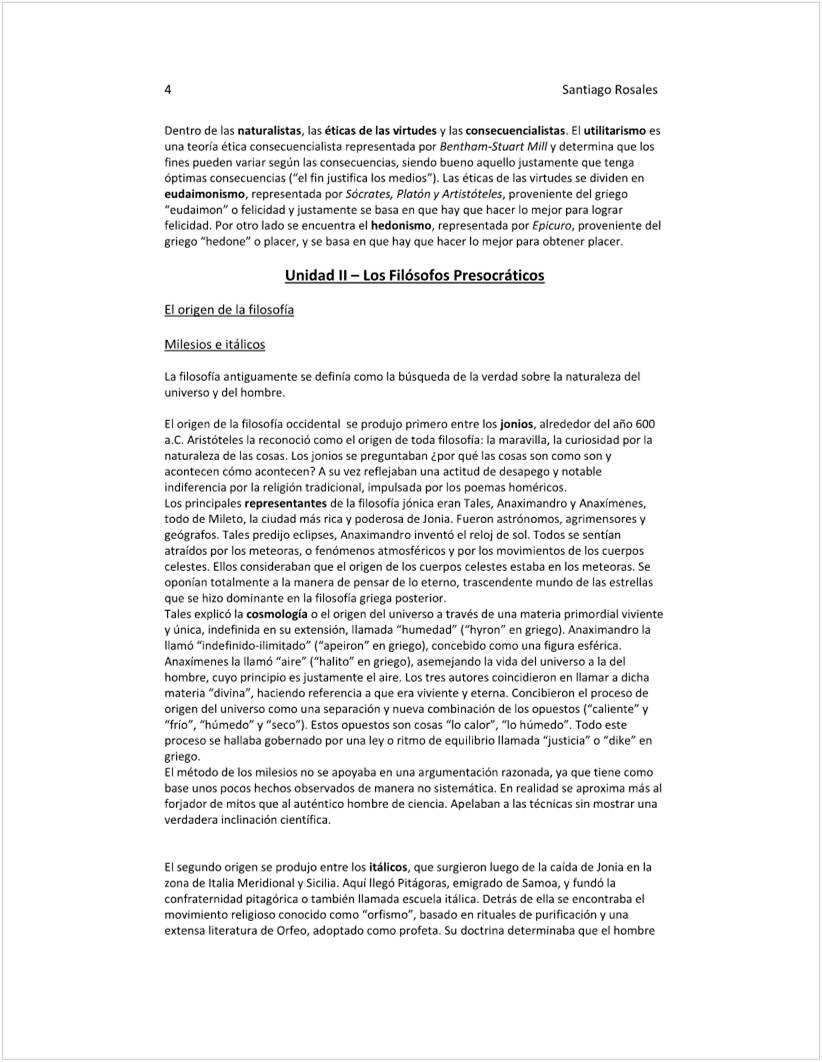 4 Santiago Rosales
Dentro de las naturalistas, las éticas de las virtudes y las consecuencialistas. El utilitarismo es
una teoría ética consecuencialista representada por Bentham-Stuart Mill y determina que los
fines pueden variar según las consecuencias, siendo bueno aquello justamente que tenga
óptimas consecuencias (“el fin justifica los medios”). Las éticas de las virtudes se dividen en
eudaimonismo, representada por Sócrates, Platón y Artistóteles, proveniente del griego
“eudaimon” o felicidad y justamente se basa en que hay que hacer lo mejor para lograr
felicidad. Por otro lado se encuentra el hedonismo, representada por Epicuro, proveniente del
griego “hedone” o placer, y se basa en que hay que hacer lo mejor para obtener placer.
Unidad II – Los Filósofos Presocráticos
El origen de la filosofía
Milesios e itálicos
La filosofía antiguamente se definía como la búsqueda de la verdad sobre la naturaleza del
universo y del hombre.
El origen de la filosofía occidental se produjo primero entre los jonios, alrededor del año 600
a.C. Aristóteles la reconoció como el origen de toda filosofía: la maravilla, la curiosidad por la
naturaleza de las cosas. Los jonios se preguntaban ¿por qué las cosas son como son y
acontecen cómo acontecen? A su vez reflejaban una actitud de desapego y notable
indiferencia por la religión tradicional, impulsada por los poemas homéricos.
Los principales representantes de la filosofía jónica eran Tales, Anaximandro y Anaxímenes,
todo de Mileto, la ciudad más rica y poderosa de Jonia. Fueron astrónomos, agrimensores y
geógrafos. Tales predijo eclipses, Anaximandro inventó el reloj de sol. Todos se sentían
atraídos por los meteoras, o fenómenos atmosféricos y por los movimientos de los cuerpos
celestes. Ellos consideraban que el origen de los cuerpos celestes estaba en los meteoras. Se
oponían totalmente a la manera de pensar de lo eterno, trascendente mundo de las estrellas
que se hizo dominante en la filosofía griega posterior.
Tales explicó la cosmología o el origen del universo a través de una materia primordial viviente
y única, indefinida en su extensión, llamada “humedad” (“hyron” en griego). Anaximandro la
llamó “indefinido-ilimitado” (“apeiron” en griego), concebido como una figura esférica.
Anaxímenes la llamó “aire” (“halito” en griego), asemejando la vida del universo a la del
hombre, cuyo principio es justamente el aire. Los tres autores coincidieron en llamar a dicha
materia “divina”, haciendo referencia a que era viviente y eterna. Concibieron el proceso de
origen del universo como una separación y nueva combinación de los opuestos (“caliente” y
“frío”, “húmedo” y “seco”). Estos opuestos son cosas “lo calor”, “lo húmedo”. Todo este
proceso se hallaba gobernado por una ley o ritmo de equilibrio llamada “justicia” o “dike” en
griego.
El método de los milesios no se apoyaba en una argumentación razonada, ya que tiene como
base unos pocos hechos observados de manera no sistemática. En realidad se aproxima más al
forjador de mitos que al auténtico hombre de ciencia. Apelaban a las técnicas sin mostrar una
verdadera inclinación científica.
El segundo origen se produjo entre los itálicos, que surgieron luego de la caída de Jonia en la
zona de Italia Meridional y Sicilia. Aquí llegó Pitágoras, emigrado de Samoa, y fundó la
confraternidad pitagórica o también llamada escuela itálica. Detrás de ella se encontraba el
movimiento religioso conocido como “orfismo”, basado en rituales de purificación y una
extensa literatura de Orfeo, adoptado como profeta. Su doctrina determinaba que el hombre